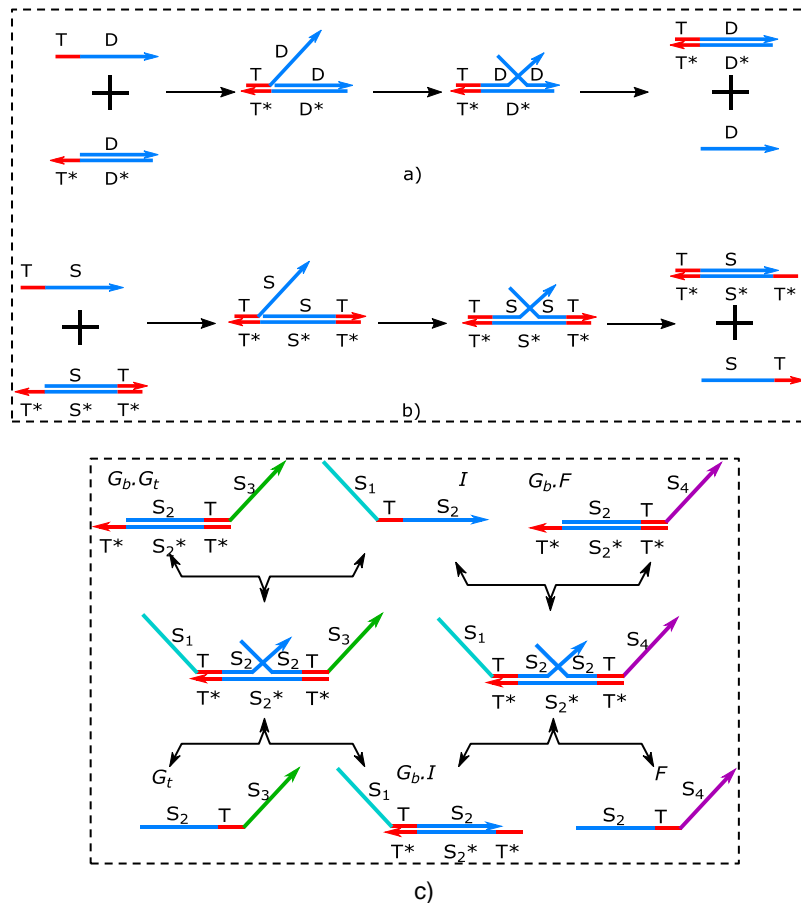 T D
D
T* D*
T D D
T* D*
T D D
T* D*
T D
T* D*
D
a)
T S
S T
T* S* T*
S
T S T
T* S* T*
T S S T
T* S* T*
T S
T* S* T*
S T
b)
Gb.Gt
S2 T S3
T* S2* T*
S1 I
T S2
Gb.F
S2 T S4
T* S2* T*
S1 T S2 S2 T S3
T* S2* T*
S1 T S2 S2 T S4
T* S2* T*
Gt
S2 T S3
Gb.I
S1 T S2
T* S2* T*
F
S2 T S4
c)